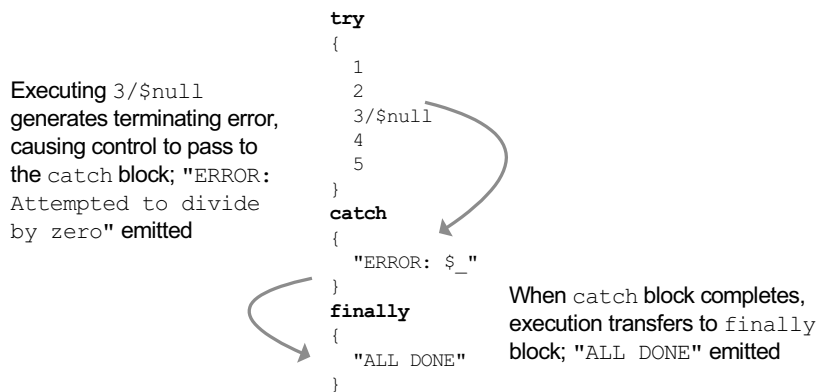 try
{
1
2
3/$null
4
5
}
catch
{
"ERROR: $_"
}
finally
{
"ALL DONE"
}
Executing 3/$null
generates terminating error,
causing control to pass to
the catch block; "ERROR:
Attempted to divide
by zero" emitted
When catch block completes,
execution transfers to finally
block; "ALL DONE" emitted